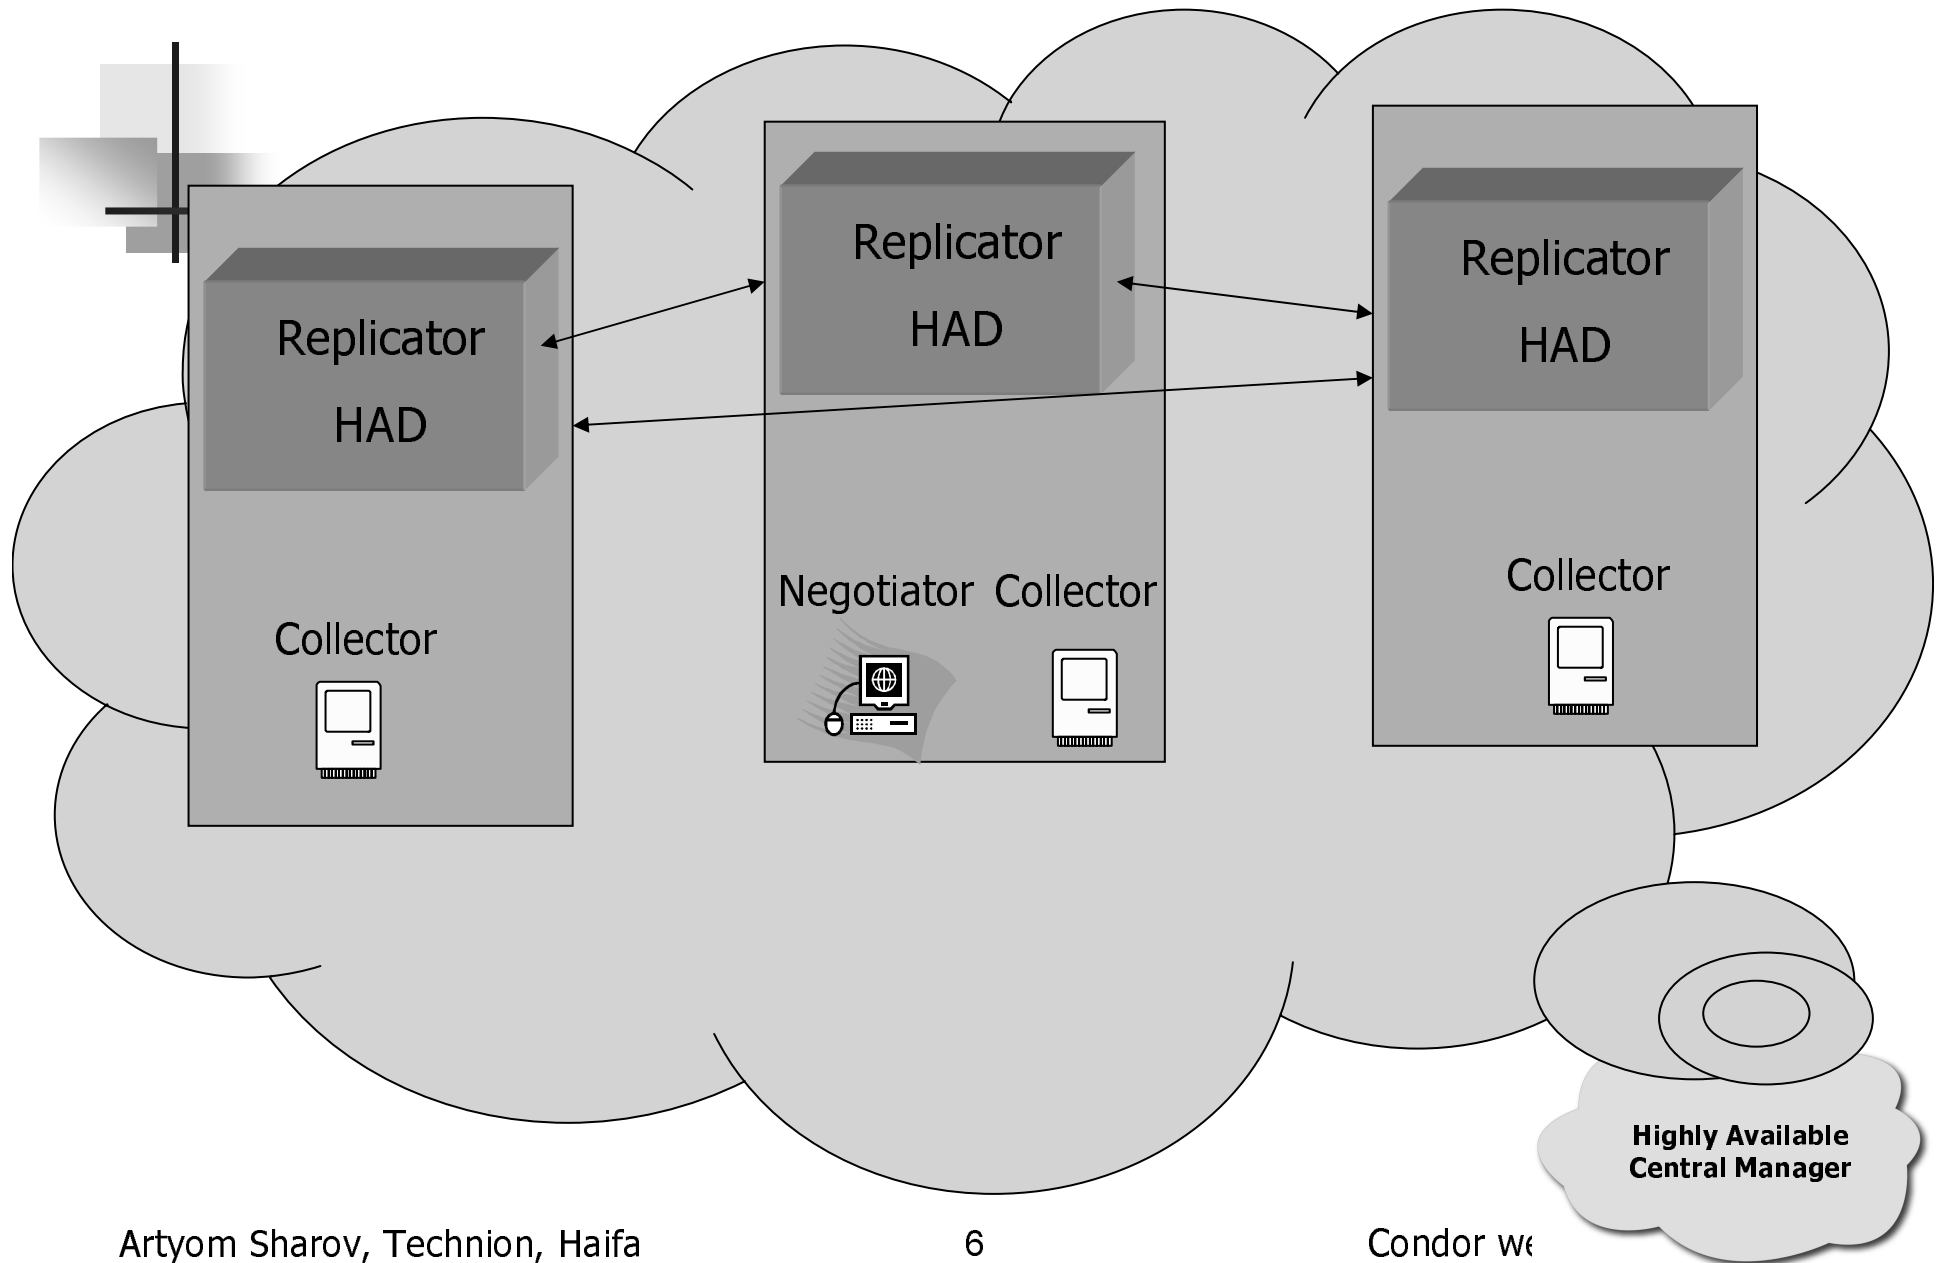 Replicator
HAD
Collector
Replicator
HAD
Negotiator Collector
Replicator
HAD
Collector
Highly Available
Central Manager
Artyom Sharov, Technion, Haifa
6
Condor